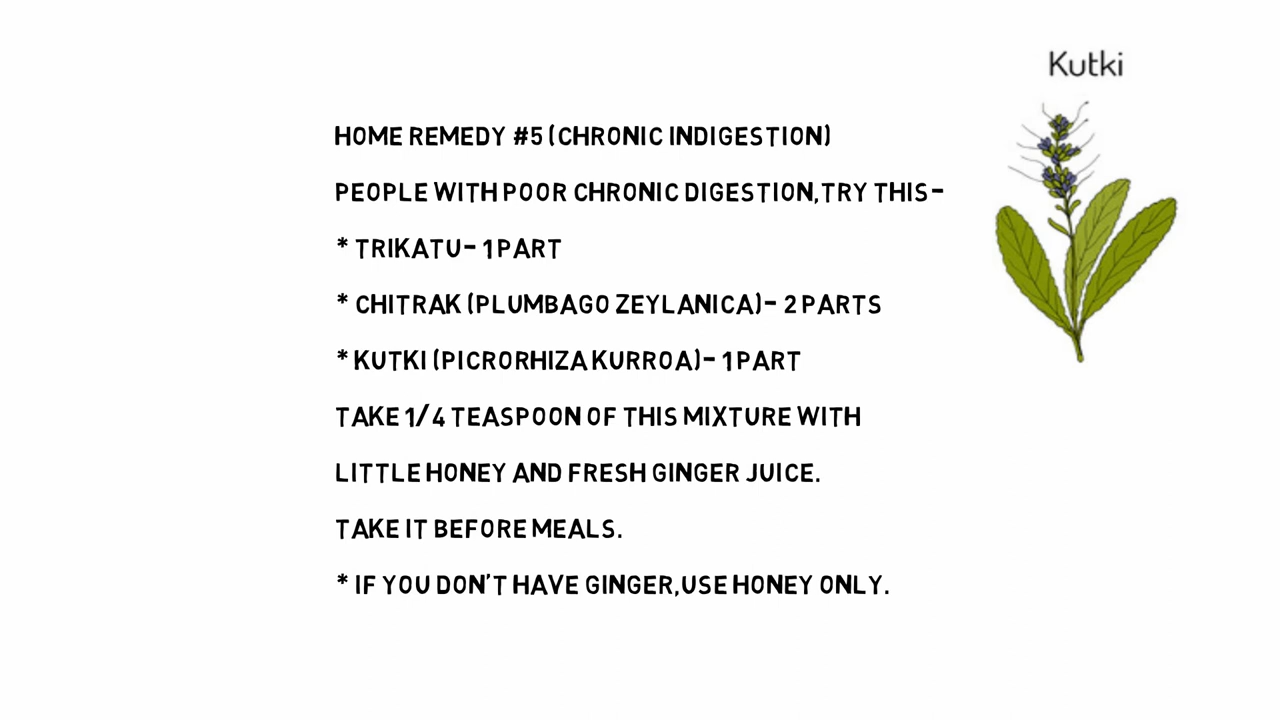 Kutki
HOME REMEDY #5 (CHRONIC INDIGESTION)
PEOPLE WITH POOR CHRONIC DIGESTION,TRY THIS-
* TRIKATU- 1 PART
* CHITRAK (PLUMBAGO ZEYLANICA)- 2 PARTS
* KUTKI (PICRORHIZA KURROA)- 1 PART
TAKE 1/4 TEASPOON OF THIS MIXTURE WITH
LITTLE HONEY AND FRESH GINGER JUICE.
TAKE IT BEFORE MEALS.
* IF YOU DON'T HAVE GINGER,USE HONEY ONLY.